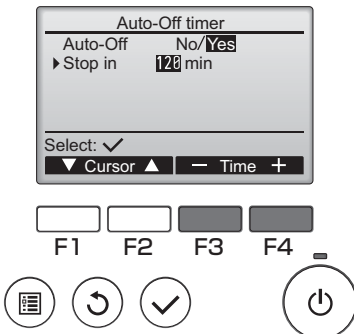 Auto-Off timer
Auto-Off No/Yes
Stop in 120 min
Select:
Cursor — Time +
F1 F2 F3 F4